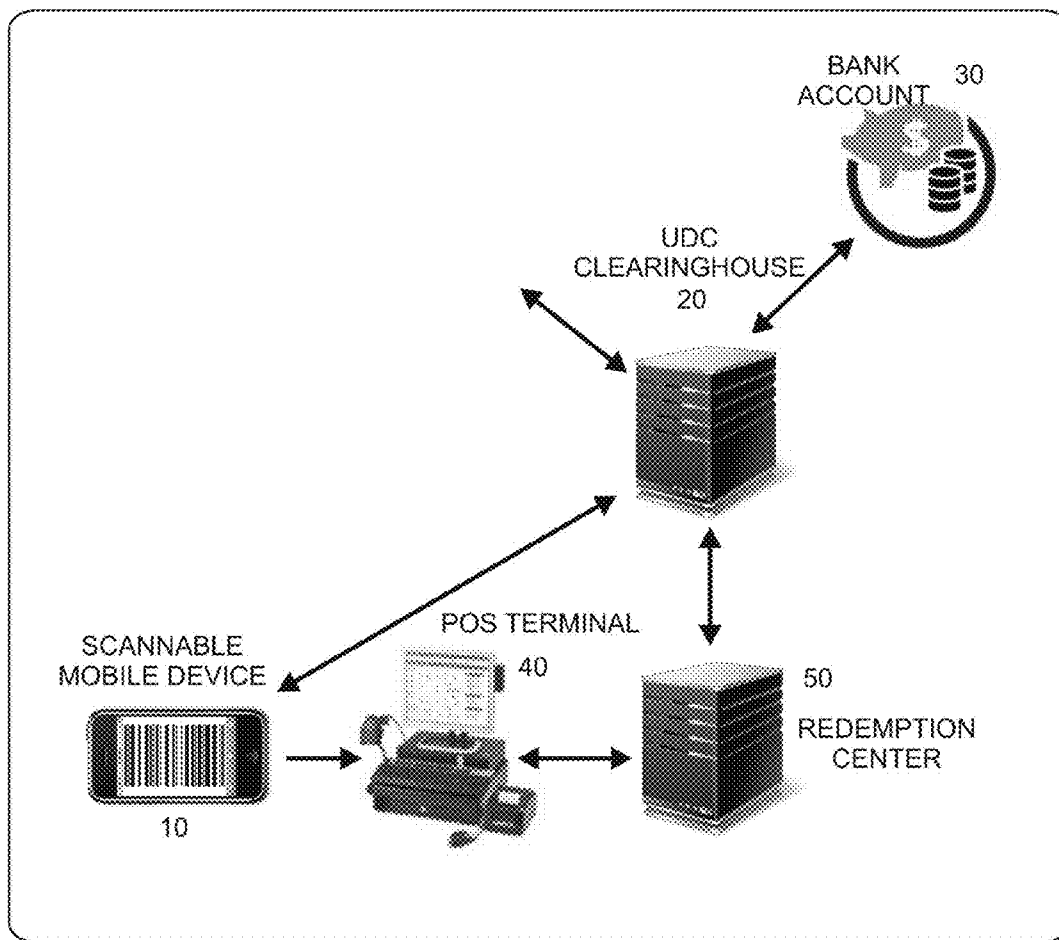 BANK
ACCOUNT
30
$
UDC
CLEARINGHOUSE
20
POS TERMINAL
40
SCANNABLE
MOBILE DEVICE
10
50
REDEMPTION
CENTER